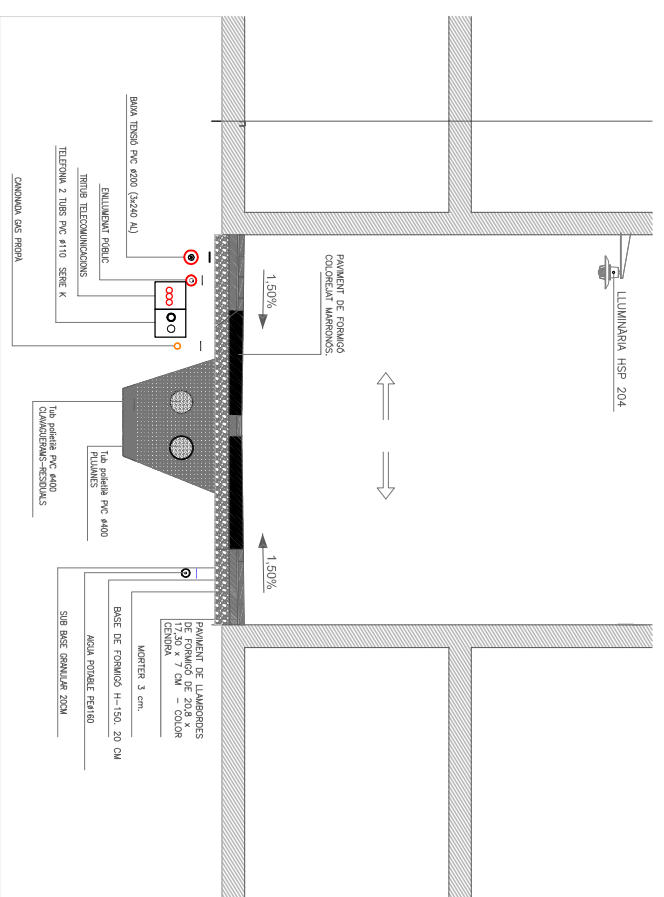 LLUMINÀRIA HSP 204
PAVIMENT DE FORMIGÓ
COLOREJAT MARRONÓS.
1,50%
1,50%
BAIXA TENSIÓ PVC ø200 (3x240 AL)
ENLLUMENAT PÚBLIC
TRITUB TELECOMUNICACIONS
TELEFONIA 2 TUBS PVC ø110 SERIE K
CANONADA GAS PROPÀ
Tub polietilè PVC ø400
PLUJANES
Tub polietilè PVC ø400
CLAVAGUERAMS-RESIDUALS
PAVIMENT DE LLAMBORDES
DE FORMIGÓ DE 20,8 x
17,30 x 7 CM - COLOR
CENDRA
MORTER 3 cm.
BASE DE FORMIGÓ H-150. 20 CM
AIGUA POTABLE PEø160
SUB BASE GRANULAR 20CM